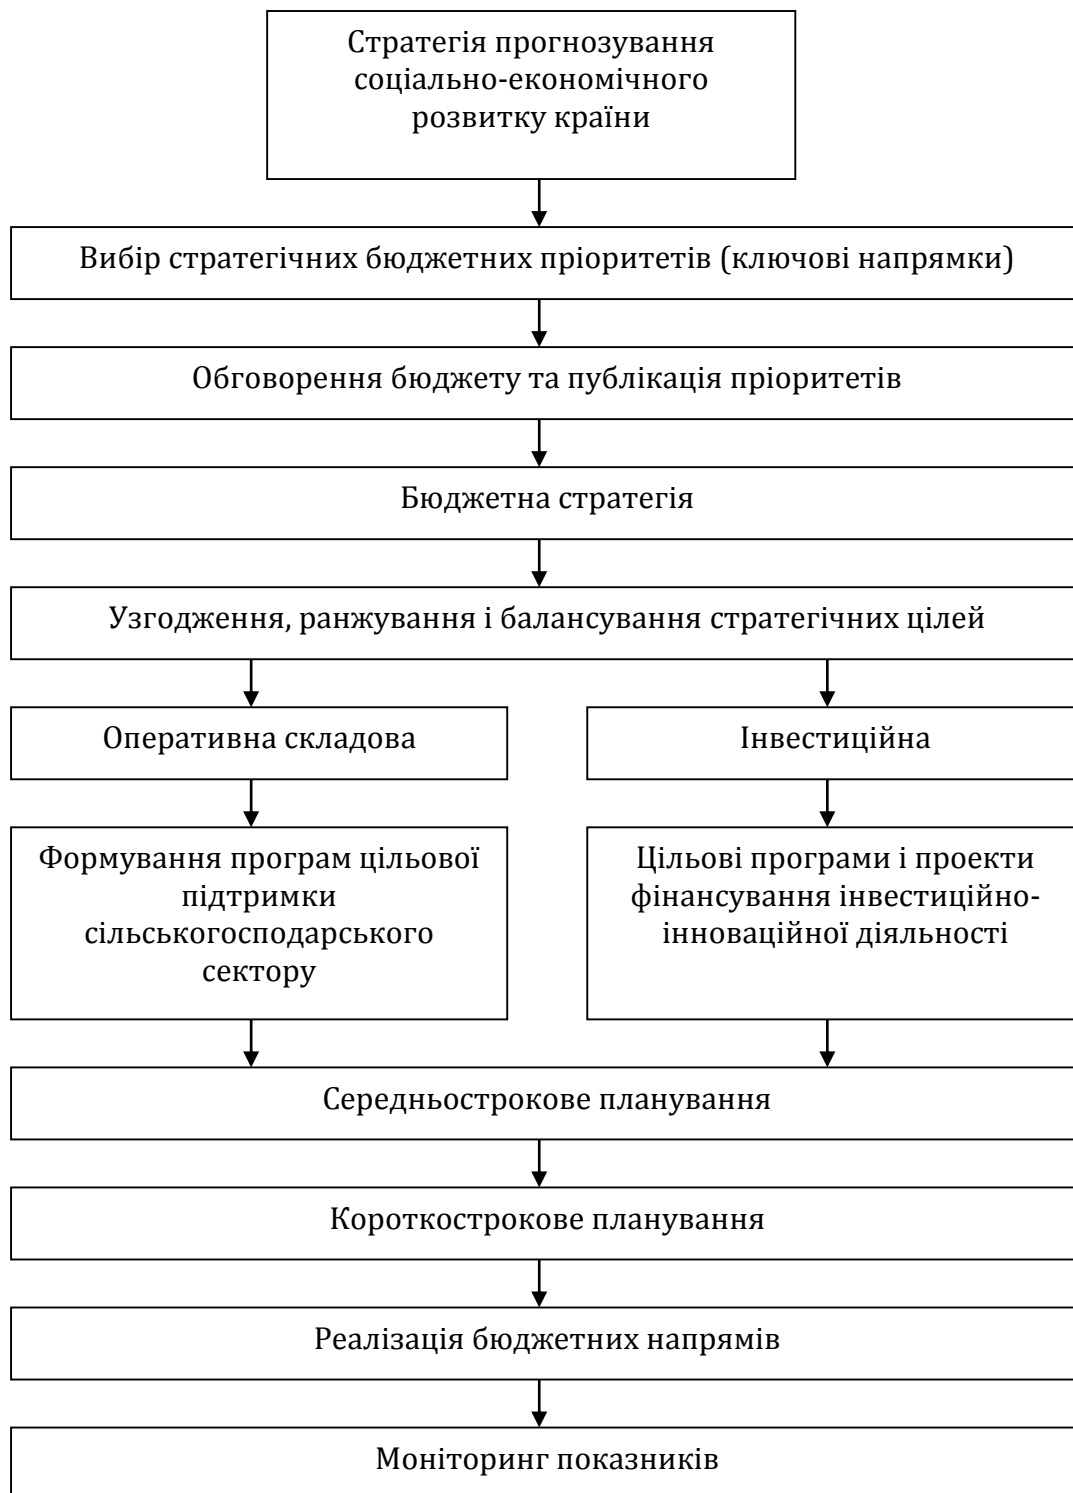 Стратегія прогнозування
соціально-економічного
розвитку країни
Вибір стратегічних бюджетних пріоритетів (ключові напрямки)
Обговорення бюджету та публікація пріоритетів
Бюджетна стратегія
Узгодження, ранжування і балансування стратегічних цілей
Оперативна складова
Інвестиційна
Формування програм цільової
підтримки
сільськогосподарського
сектору
Цільові програми і проекти
фінансування інвестиційно-
інноваційної діяльності
Середньострокове планування
Короткострокове планування
Реалізація бюджетних напрямів
Моніторинг показників